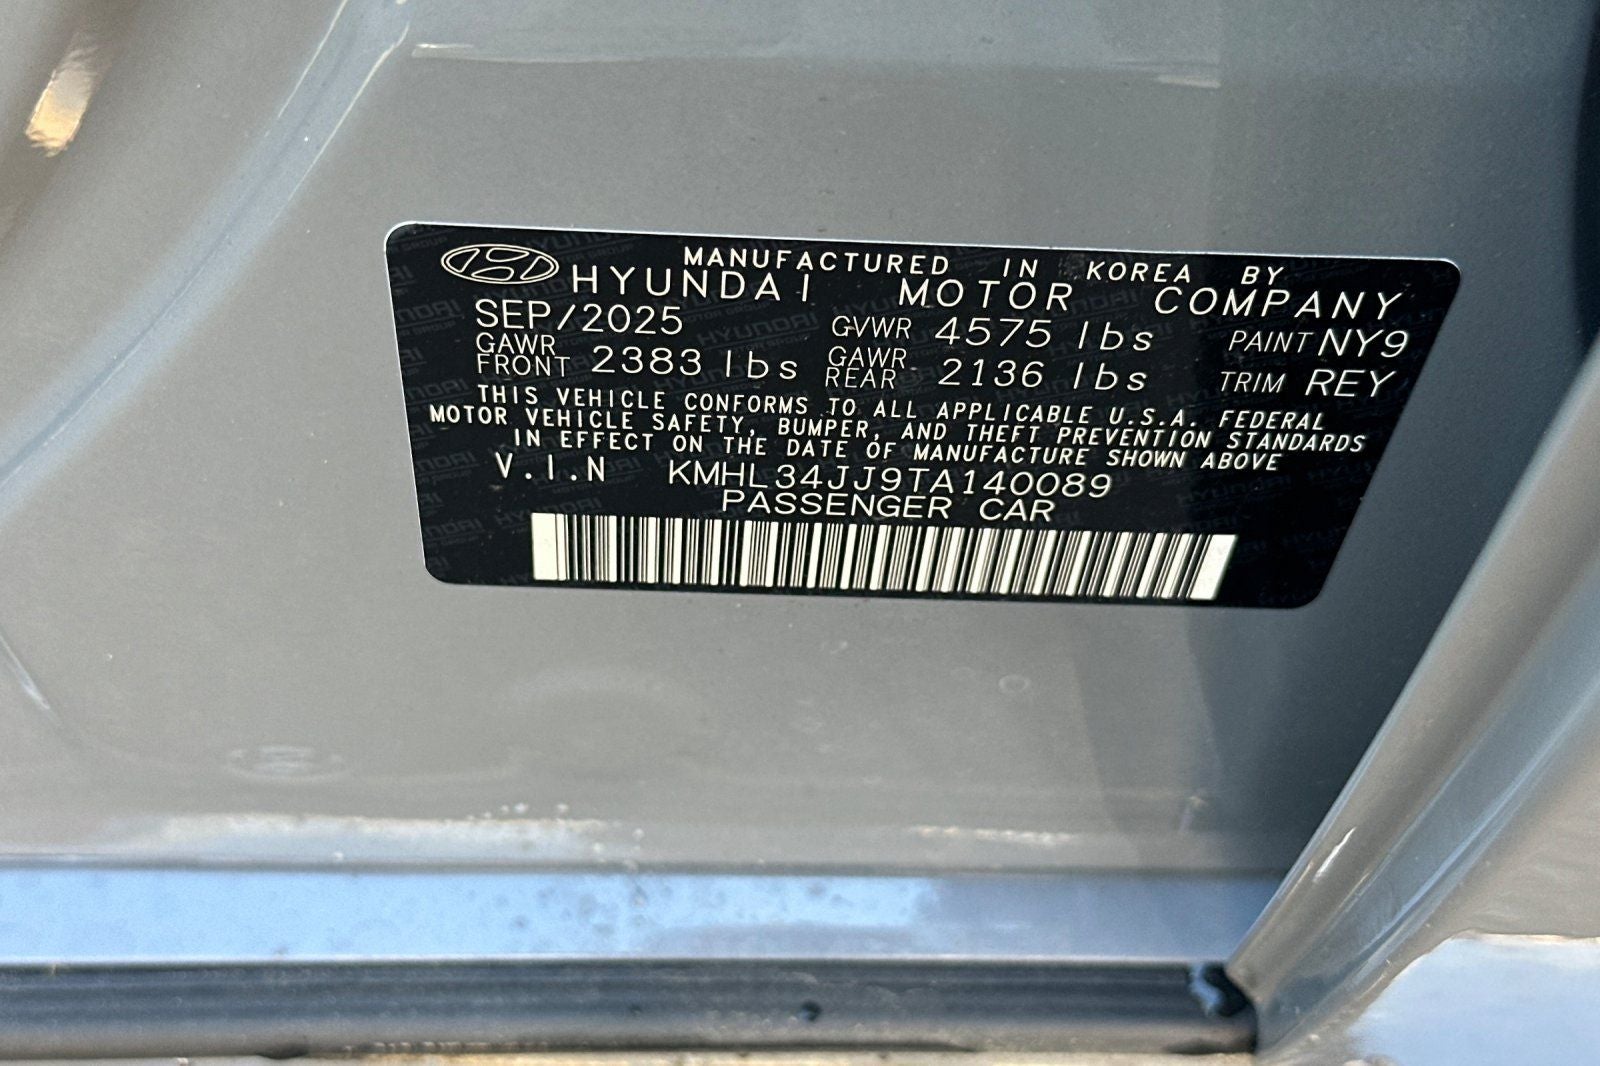 MANUFACTURED IN KOREA BY
HYUNDAI MOTOR COMPANY
SEP/2025 GVWR 4575 lbs PAINT NY9
GAWR FRONT 2383 lbs GAWR REAR 2136 lbs TRIM REY
THIS VEHICLE CONFORMS TO ALL APPLICABLE U.S.A. FEDERAL
MOTOR VEHICLE SAFETY, BUMPER, AND THEFT PREVENTION STANDARDS
IN EFFECT ON THE DATE OF MANUFACTURE SHOWN ABOVE
V.I.N KMHL34JJ9TA140089
PASSENGER CAR